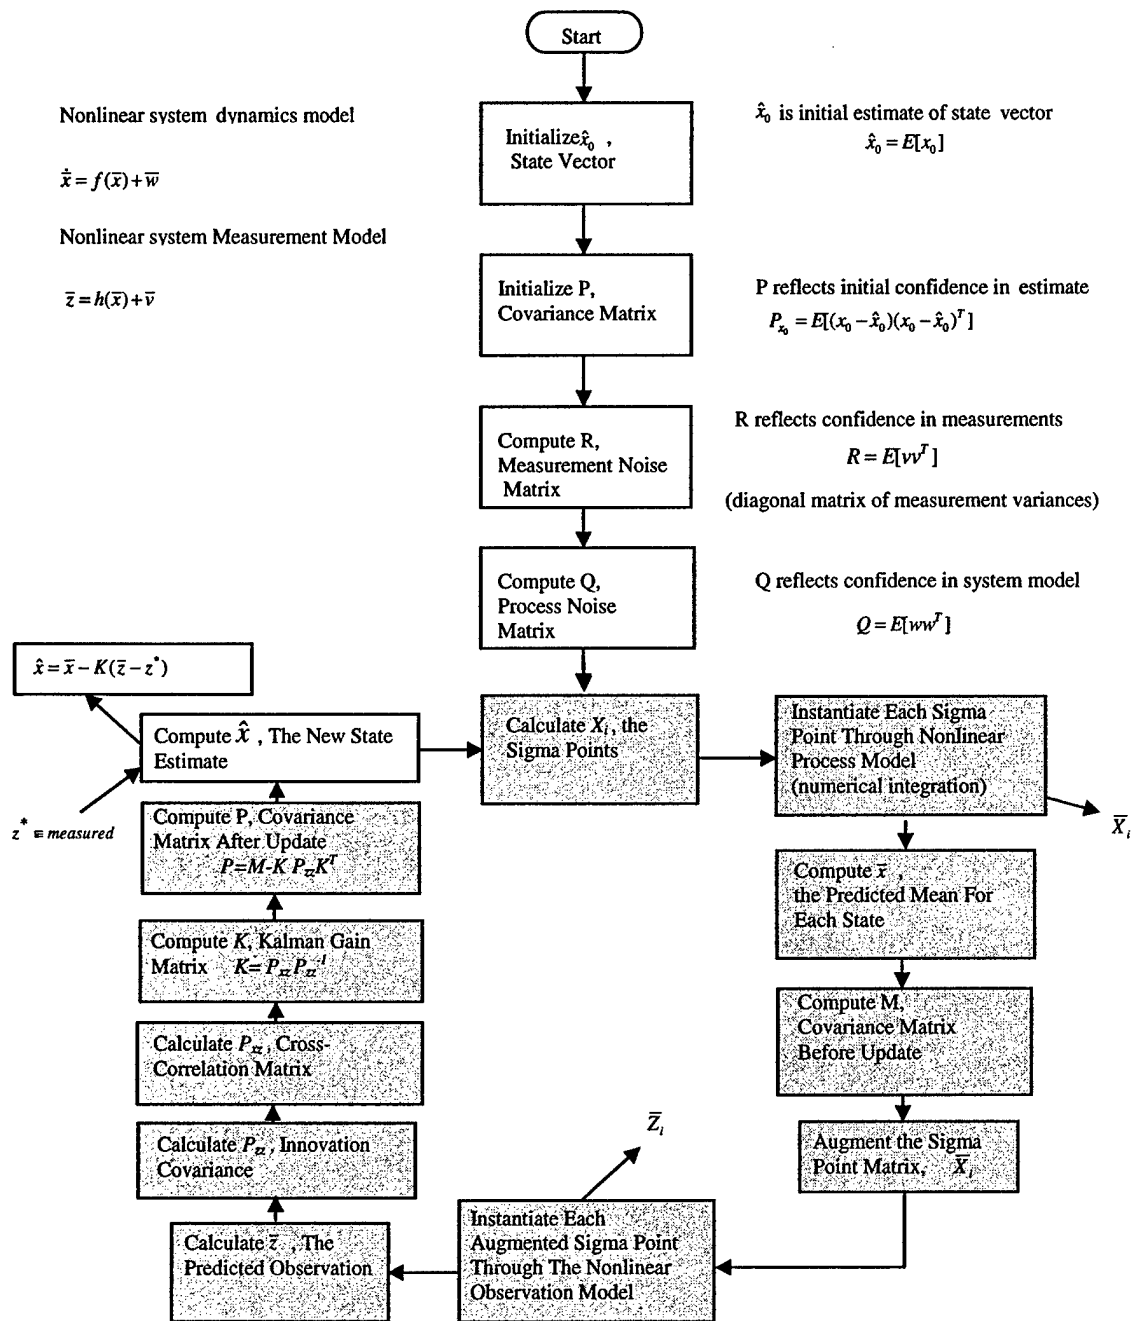 Start
Nonlinear system dynamics model
ẋ̄ = f(x̄)+w̄
Nonlinear system Measurement Model
z̄ = h(x̄)+v̄
Initialize x̂₀ ,
State Vector
x̂₀ is initial estimate of state vector
x̂₀ = E[x₀]
Initialize P,
Covariance Matrix
P reflects initial confidence in estimate
P_x₀ = E[(x₀ − x̂₀)(x₀ − x̂₀)^T]
Compute R,
Measurement Noise
Matrix
R reflects confidence in measurements
R = E[vv^T]
(diagonal matrix of measurement variances)
Compute Q,
Process Noise
Matrix
Q reflects confidence in system model
Q = E[ww^T]
x̂ = x̄ − K(z̄ − z*)
Compute x̂ , The New State
Estimate
z* ≡ measured
Calculate X_i, the
Sigma Points
Instantiate Each Sigma
Point Through Nonlinear
Process Model
(numerical integration)
X̄_i
Compute x̄ ,
the Predicted Mean For
Each State
Compute M,
Covariance Matrix
Before Update
Augment the Sigma
Point Matrix, X̄_i
Instantiate Each
Augmented Sigma Point
Through The Nonlinear
Observation Model
Z̄_i
Calculate z̄ , The
Predicted Observation
Calculate P_zz, Innovation
Covariance
Calculate P_xz, Cross-
Correlation Matrix
Compute K, Kalman Gain
Matrix K= P_xz P_zz^-1
Compute P, Covariance
Matrix After Update
P=M-K P_zz K^T